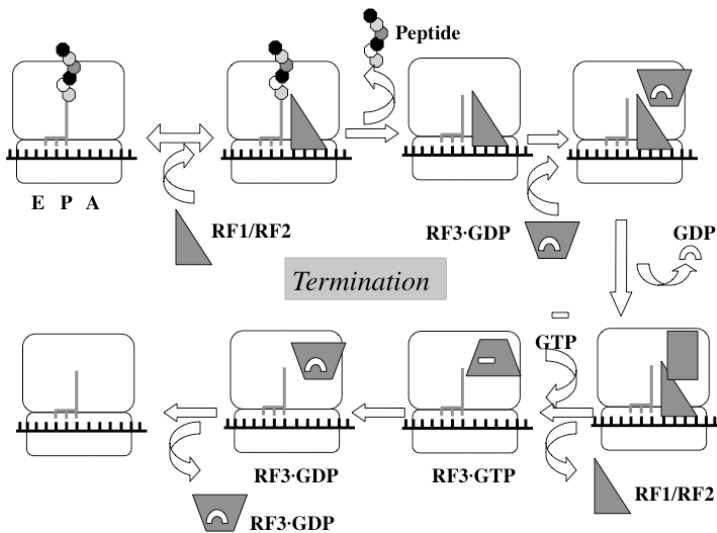 Peptide
E P A
RF1/RF2
RF3·GDP
GDP
Termination
GTP
RF3·GDP
RF3·GTP
RF1/RF2
RF3·GDP